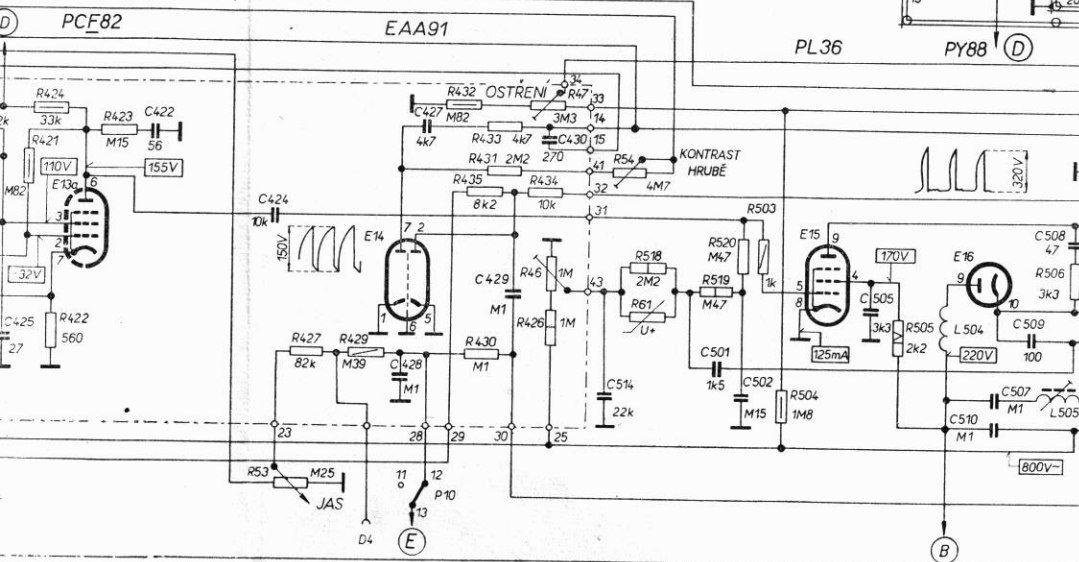 D
PCF82
EAA91
PL36
PY88
D
R424
33k
R423
M15
C422
56
R421
M82
110V
155V
E13a
6
3
2
7
-32V
C425
27
R422
560
C424
10k
150V
E14
7
2
1
6
5
R432
M82
OSTŘENÍ
R47
3M3
34
33
14
15
C427
4k7
R433
4k7
C430
270
R431
2M2
41
R54
4M7
KONTRAST
HRUBĚ
R435
8k2
R434
10k
32
31
C429
M1
R46
1M
43
R426
1M
R427
82k
R429
M39
C428
M1
R430
M1
23
28
29
30
25
R53
M25
JAS
D4
11
12
P10
13
E
R518
2M2
R61
U+
R519
M47
R520
M47
R503
1k
C501
1k5
C502
M15
C514
22k
R504
1M8
E15
9
5
8
4
125mA
170V
C505
3k3
R505
2k2
320V
E16
9
10
L504
220V
C508
47
R506
3k3
C509
100
C507
M1
L505
C510
M1
800V~
B